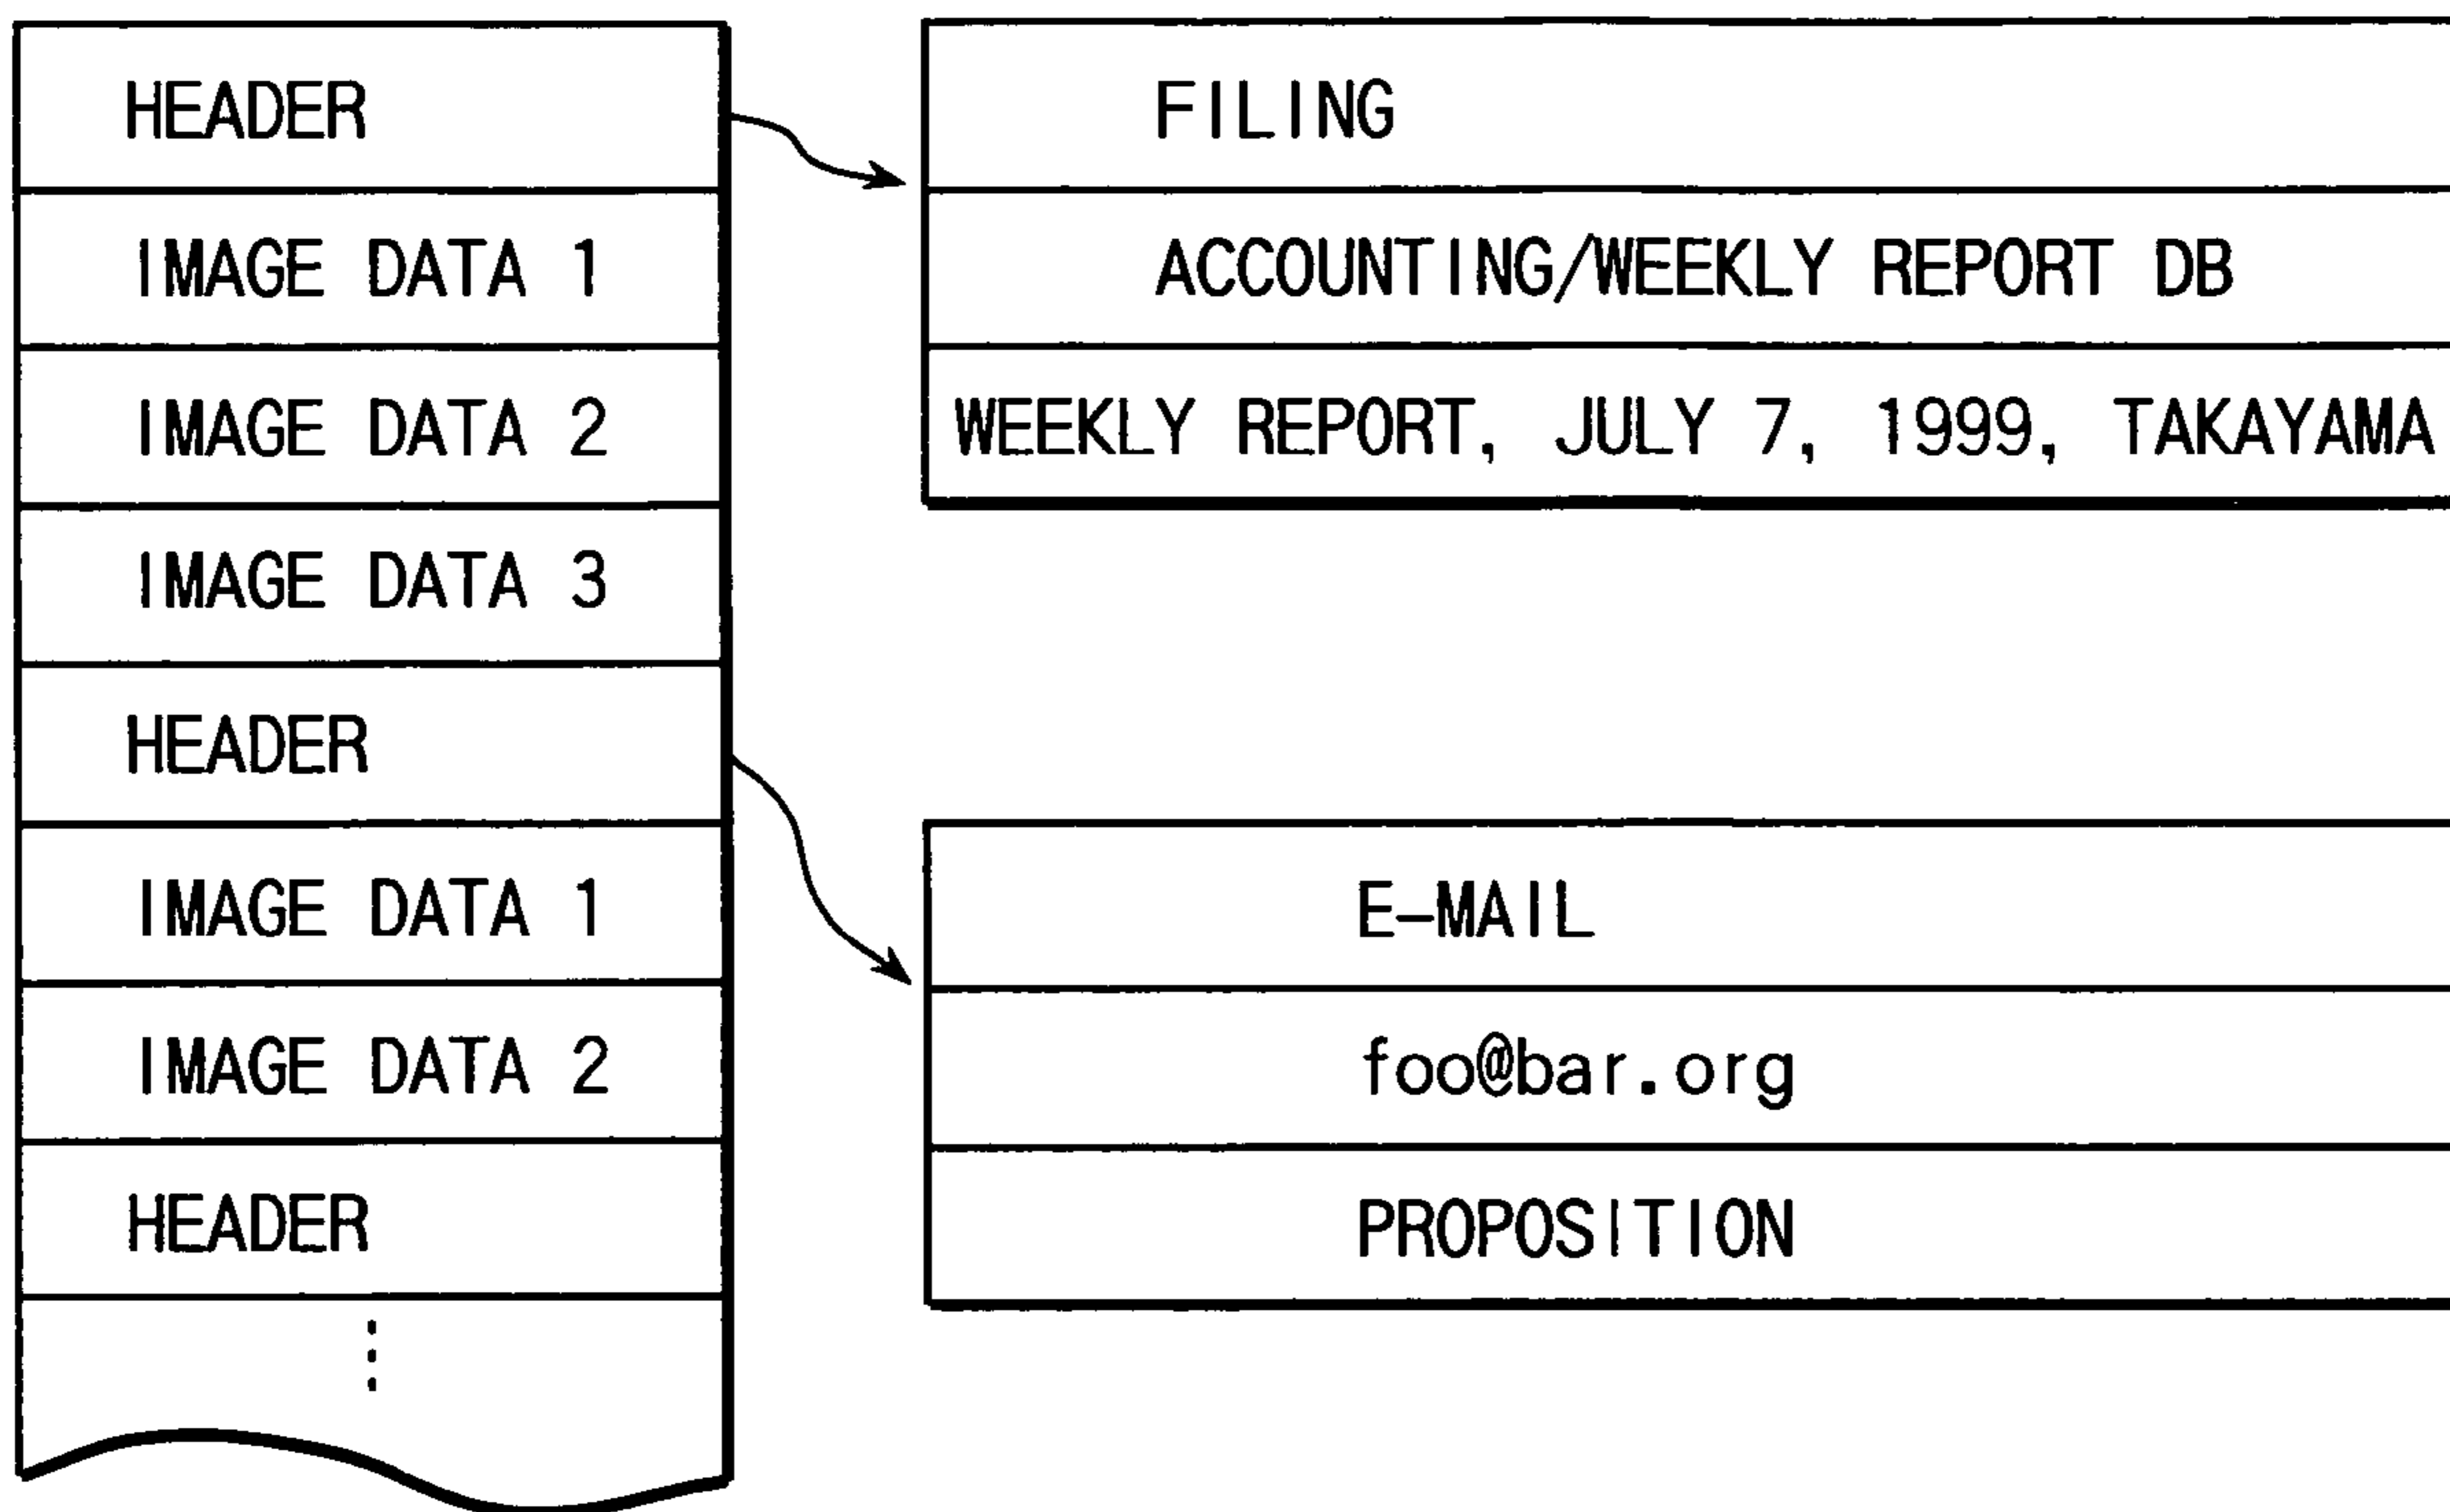 HEADER
IMAGE DATA 1
IMAGE DATA 2
IMAGE DATA 3
HEADER
IMAGE DATA 1
IMAGE DATA 2
HEADER
FILING
ACCOUNTING/WEEKLY REPORT DB
WEEKLY REPORT, JULY 7, 1999, TAKAYAMA
E-MAIL
foo@bar.org
PROPOSITION